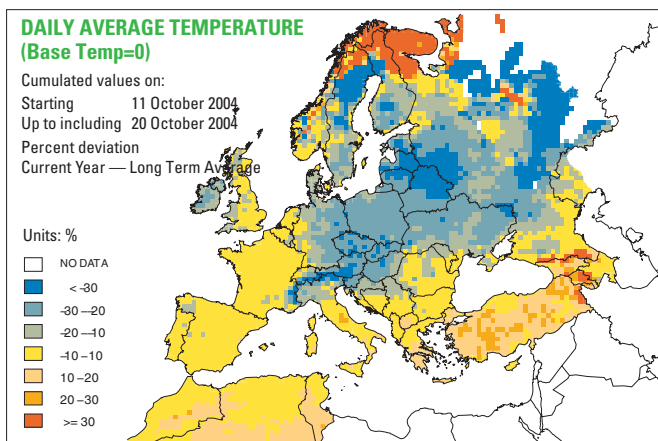 DAILY AVERAGE TEMPERATURE
(Base Temp=0)
Cumulated values on:
Starting 11 October 2004
Up to including 20 October 2004
Percent deviation
Current Year — Long Term Average
Units: %
NO DATA
< -30
-30 --20
-20 --10
-10 -10
10 -20
20 -30
>= 30